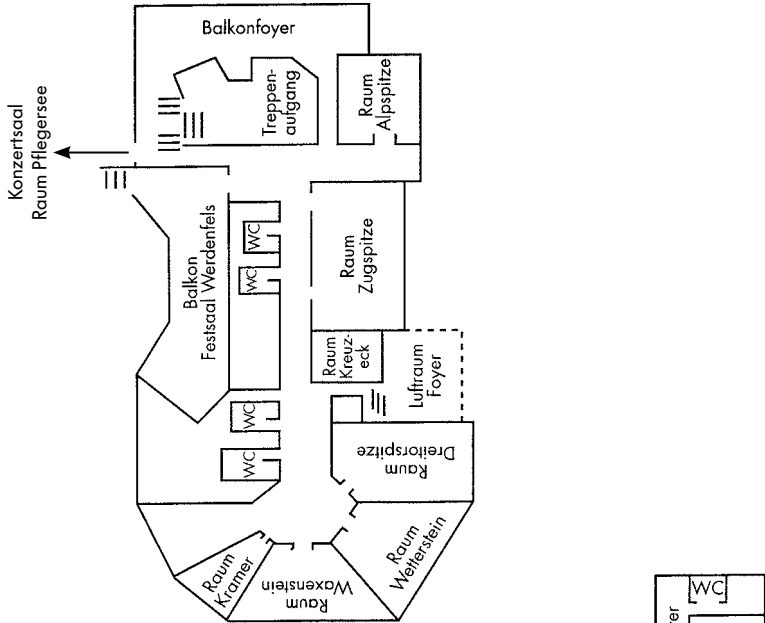 Balkonfoyer
Treppen-
aufgang
Raum
Alpspitze
Konzertsaal
Raum Pflegersee
Balkon
Festsaal Werdenfels
WC
WC
Raum
Zugspitze
Raum
Kreuz-
eck
Luftraum
Foyer
WC
WC
Raum
Dreitorspitze
Raum
Wetterstein
Raum
Waxenstein
Raum
Kramer
WC